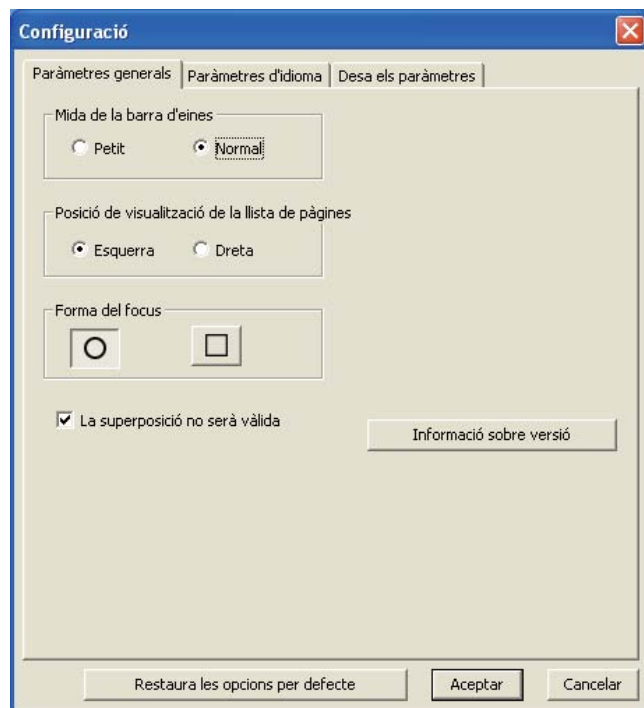 Configuració
Paràmetres generals Paràmetres d'idioma Desa els paràmetres
Mida de la barra d'eines
Petit Normal
Posició de visualització de la llista de pàgines
Esquerra Dreta
Forma del focus
La superposició no serà vàlida
Informació sobre versió
Restaura les opcions per defecte Aceptar Cancelar